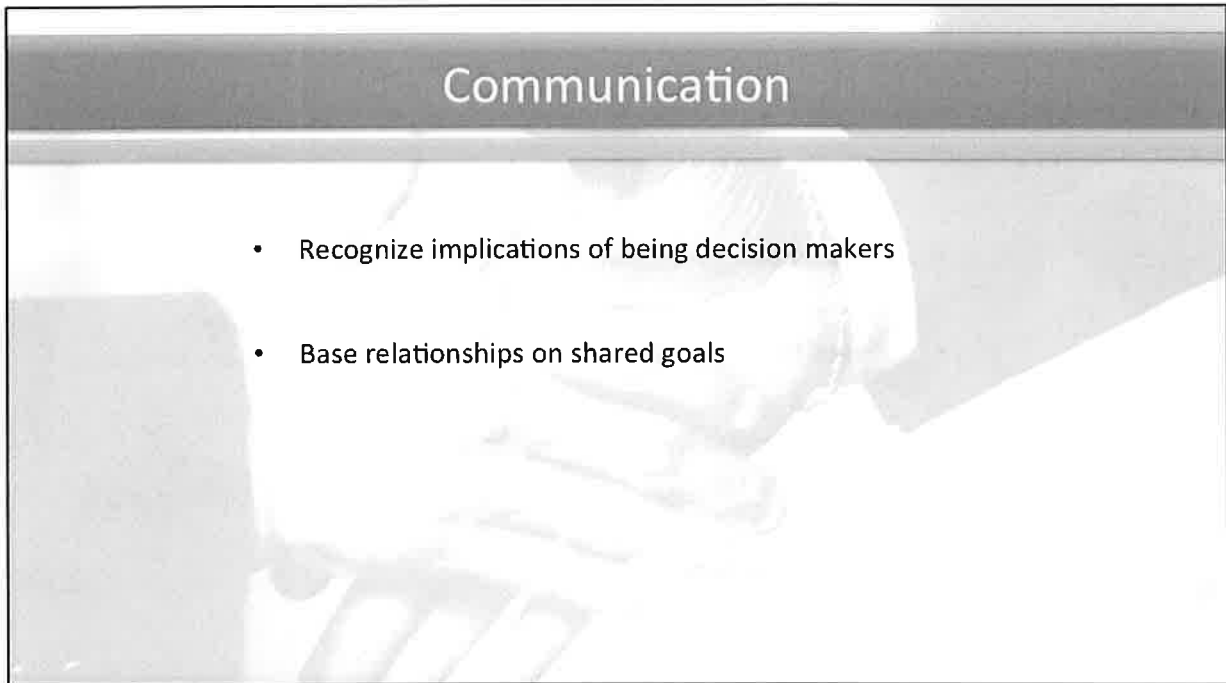 Communication
• Recognize implications of being decision makers
• Base relationships on shared goals